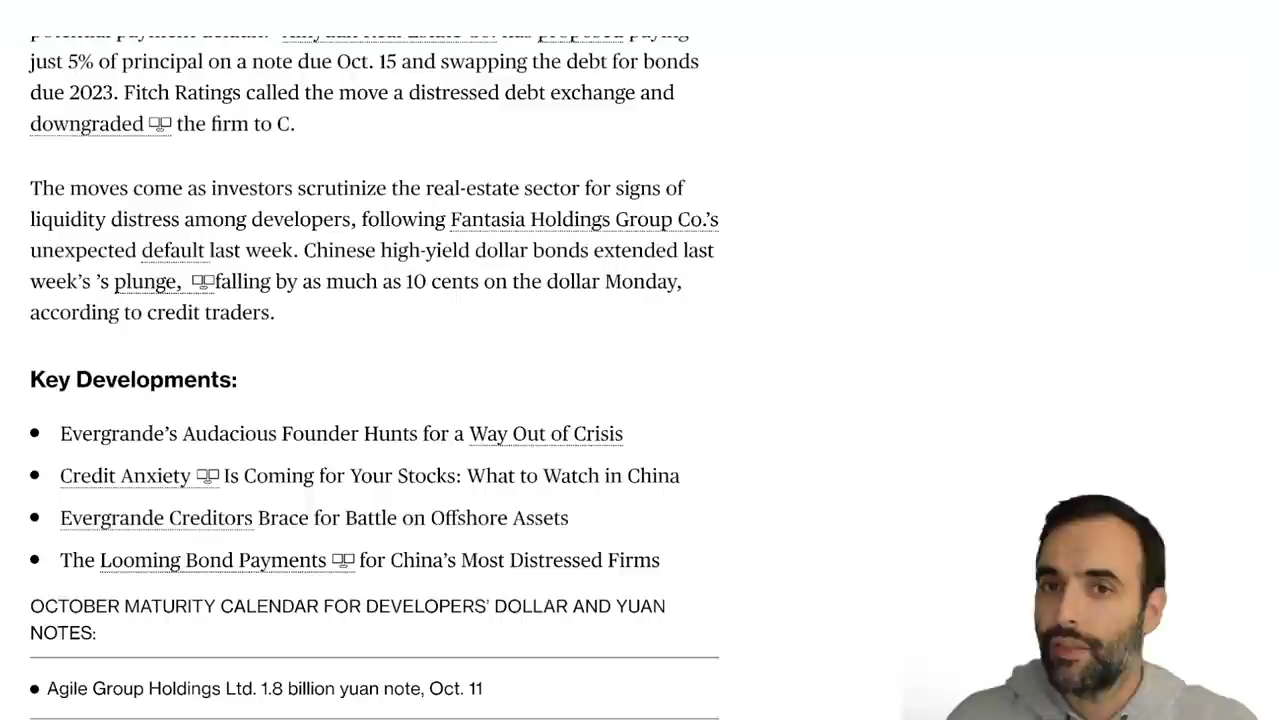 just 5% of principal on a note due Oct. 15 and swapping the debt for bonds
due 2023. Fitch Ratings called the move a distressed debt exchange and
downgraded the firm to C.
The moves come as investors scrutinize the real-estate sector for signs of
liquidity distress among developers, following Fantasia Holdings Group Co.’s
unexpected default last week. Chinese high-yield dollar bonds extended last
week’s ’s plunge, falling by as much as 10 cents on the dollar Monday,
according to credit traders.
Key Developments:
• Evergrande’s Audacious Founder Hunts for a Way Out of Crisis
• Credit Anxiety Is Coming for Your Stocks: What to Watch in China
• Evergrande Creditors Brace for Battle on Offshore Assets
• The Looming Bond Payments for China’s Most Distressed Firms
OCTOBER MATURITY CALENDAR FOR DEVELOPERS’ DOLLAR AND YUAN
NOTES:
• Agile Group Holdings Ltd. 1.8 billion yuan note, Oct. 11